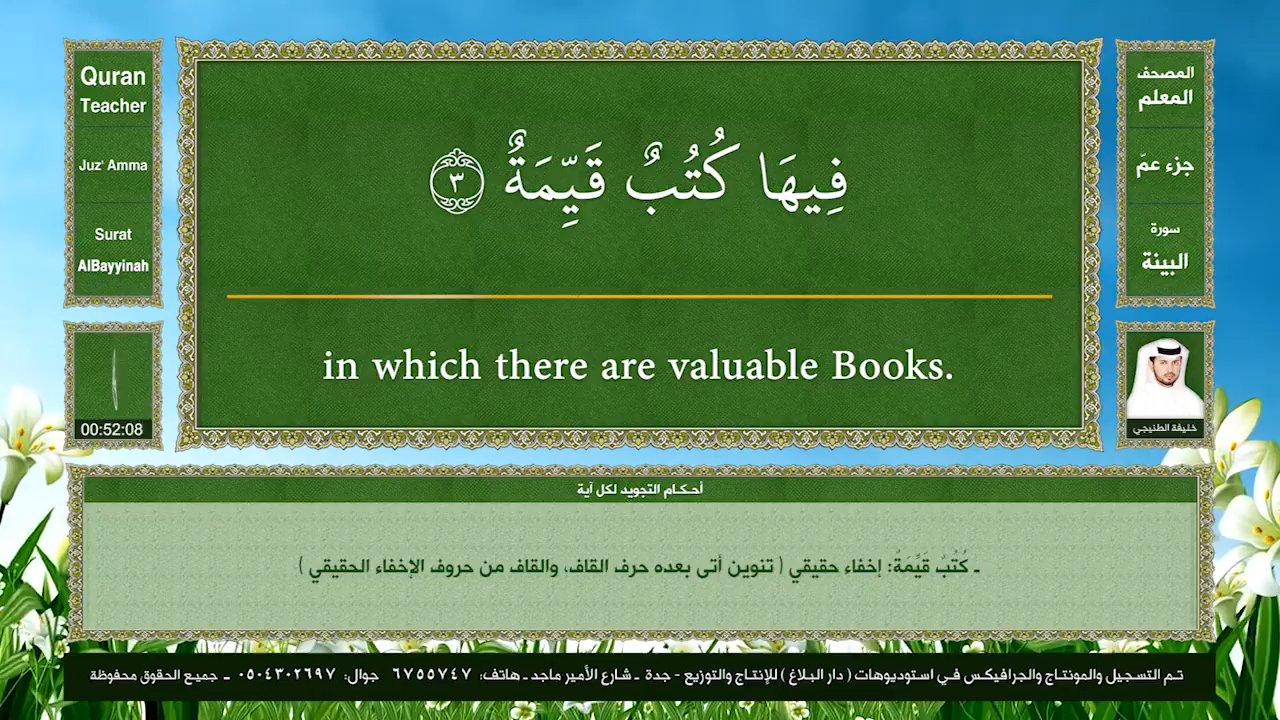 Quran
Teacher
Juz' Amma
Surat
AlBayyinah
00:52:08
فِيهَا كُتُبٌ قَيِّمَةٌ ٣
in which there are valuable Books.
المصحف
المعلم
جزء عمّ
سورة
البينة
خليفة الطنيجي
أحكام التجويد لكل آية
ـ كُتُبٌ قَيِّمَةٌ: إخفاء حقيقي ( تنوين أتى بعده حرف القاف، والقاف من حروف الإخفاء الحقيقي )
تم التسجيل والمونتاج والجرافيكس في استوديوهات ( دار البلاغ ) للإنتاج والتوزيع - جدة ـ شارع الأمير ماجد ـ هاتف: ٦٧٥٥٧٤٧ جوال: ٠٥٠٤٣٠٢٦٩٧ ـ جميع الحقوق محفوظة